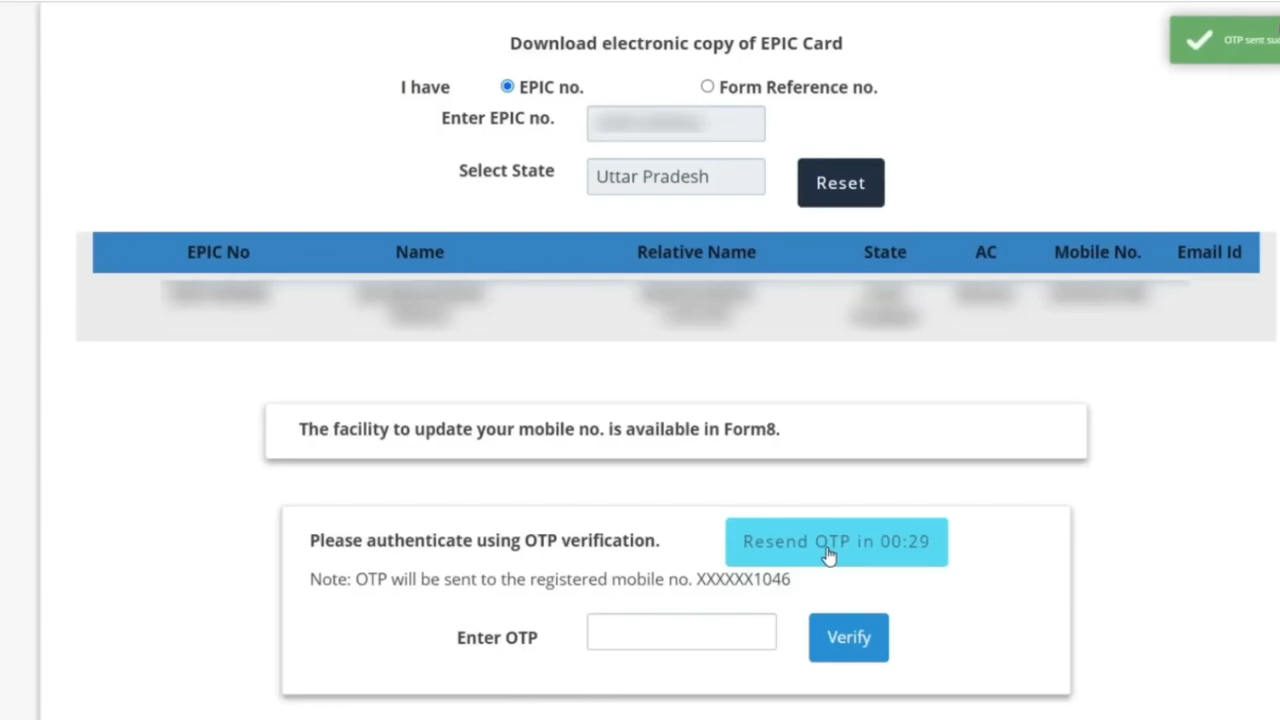 Download electronic copy of EPIC Card
OTP sent
I have EPIC no. Form Reference no.
Enter EPIC no.
Select State Uttar Pradesh Reset
EPIC No Name Relative Name State AC Mobile No. Email Id
The facility to update your mobile no. is available in Form8.
Please authenticate using OTP verification. Resend OTP in 00:29
Note: OTP will be sent to the registered mobile no. XXXXXX1046
Enter OTP Verify